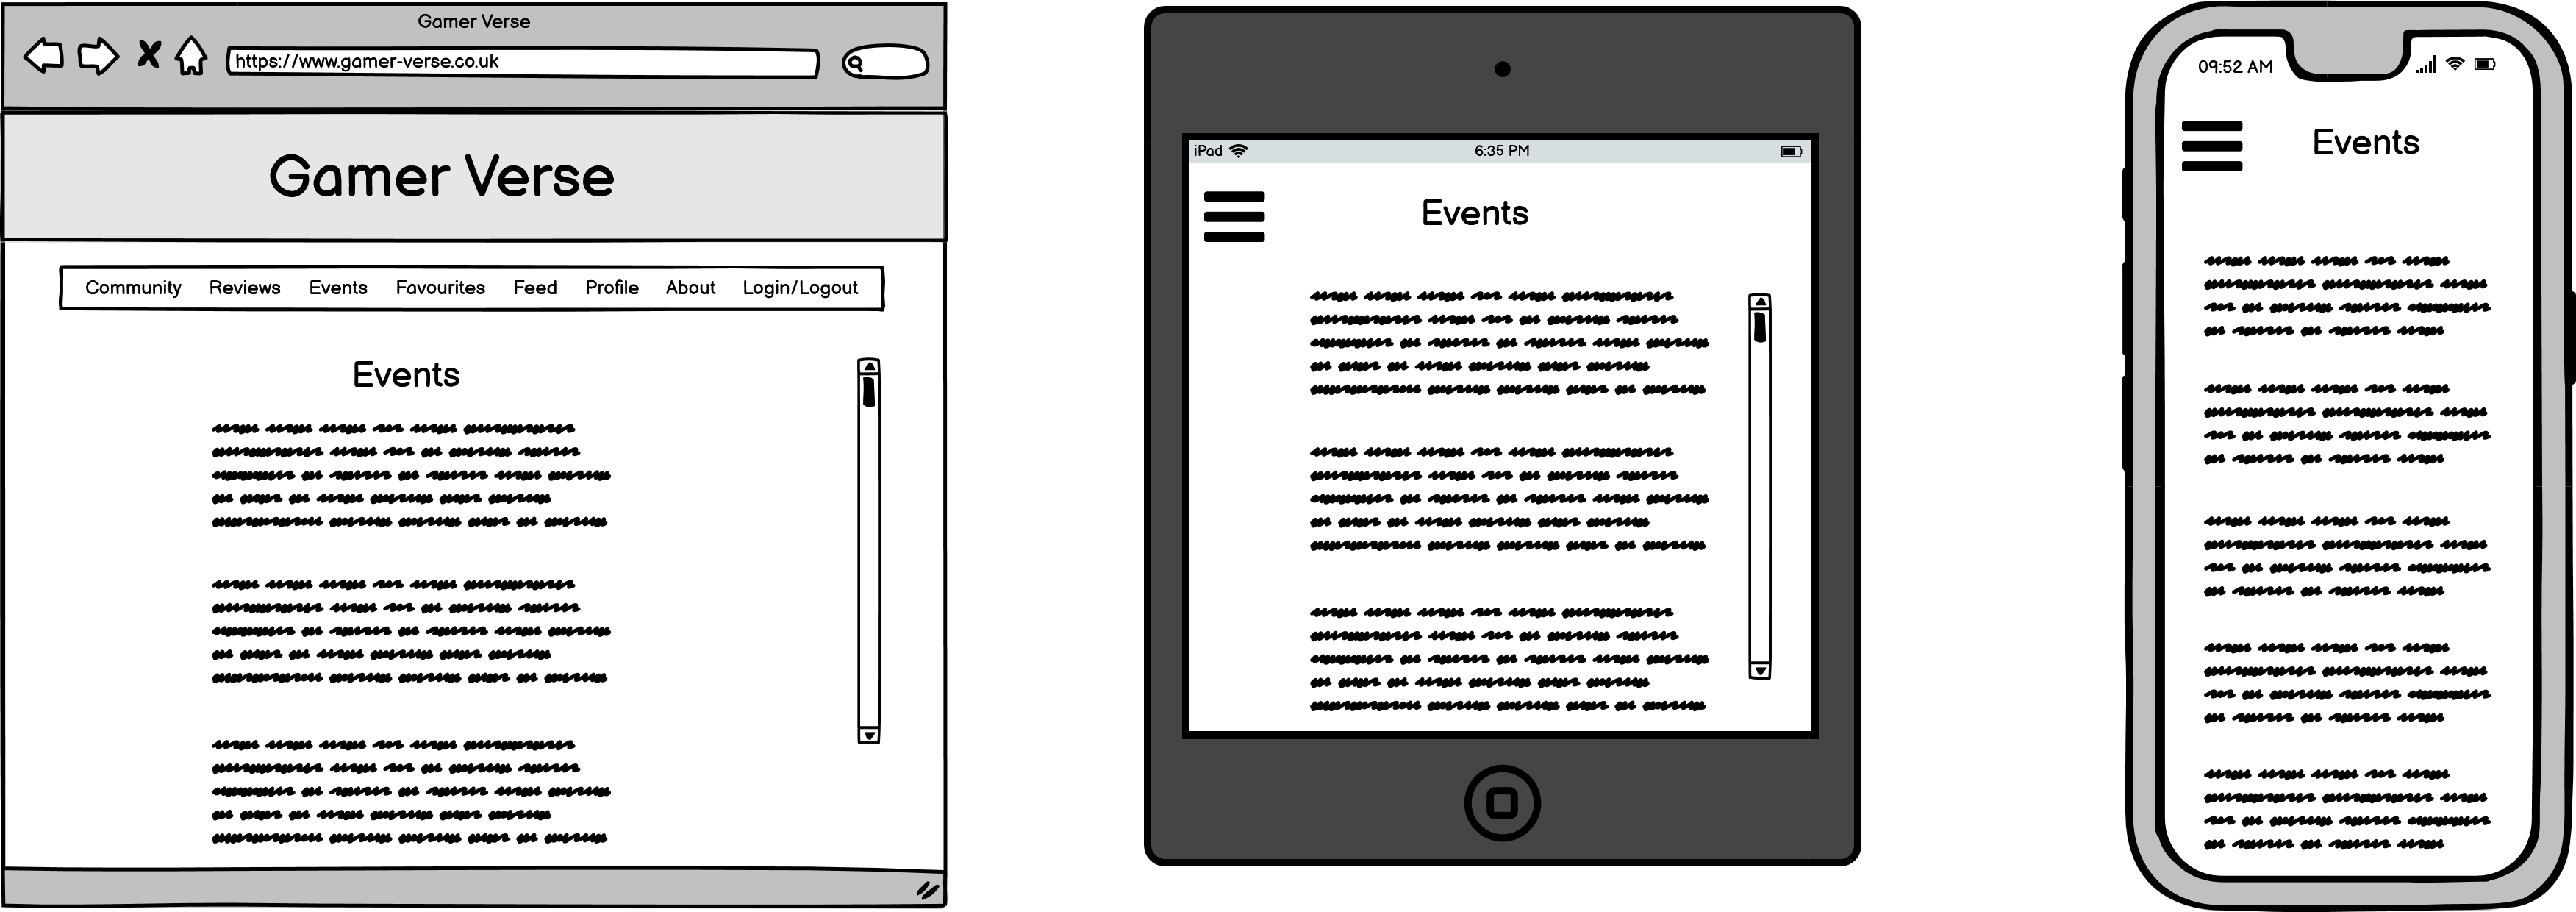 Gamer Verse
https://www.gamer-verse.co.uk
Gamer Verse
Community Reviews Events Favourites Feed Profile About Login/Logout
Events
iPad 6:35 PM
Events
09:52 AM
Events